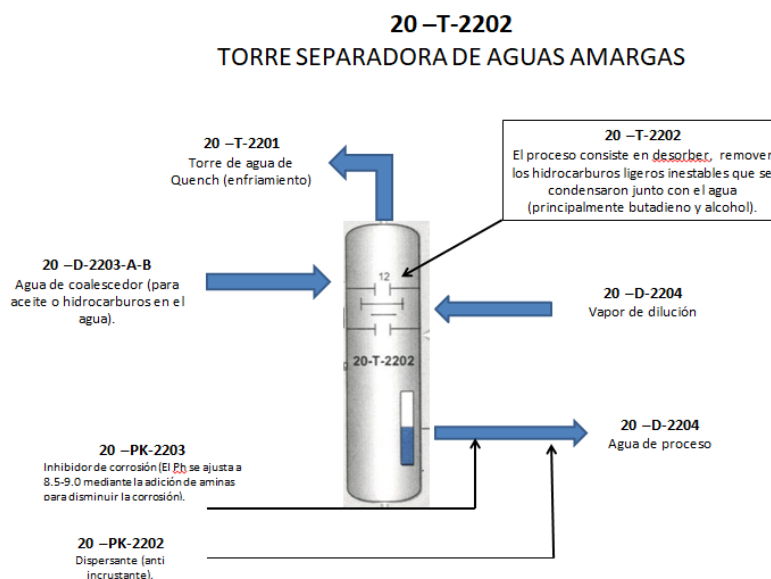 20 –T-2202
TORRE SEPARADORA DE AGUAS AMARGAS
20 –T-2201
Torre de agua de
Quench (enfriamiento)
20 –T-2202
El proceso consiste en desorber, remover
los hidrocarburos ligeros inestables que se
condensaron junto con el agua
(principalmente butadieno y alcohol).
20 –D-2203-A-B
Agua de coalescedor (para
aceite o hidrocarburos en el
agua).
12
20 –D-2204
Vapor de dilución
20-T-2202
20 –D-2204
Agua de proceso
20 –PK-2203
Inhibidor de corrosión (El Ph se ajusta a
8.5-9.0 mediante la adición de aminas
para disminuir la corrosión).
20 –PK-2202
Dispersante (anti
incrustante).